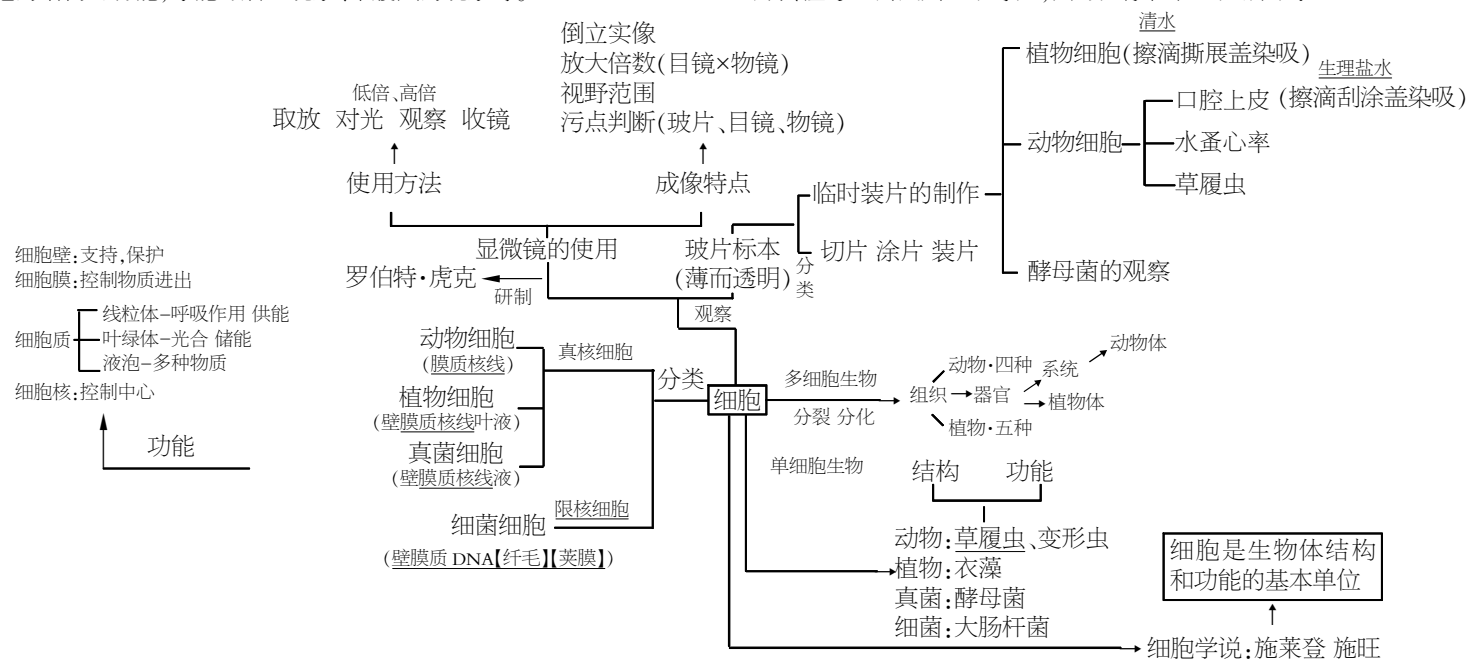 倒立实像
放大倍数(目镜×物镜)
视野范围
污点判断(玻片、目镜、物镜)
低倍、高倍
取放 对光 观察 收镜
使用方法
成像特点
清水
植物细胞(擦滴撕展盖染吸)
生理盐水
口腔上皮 (擦滴刮涂盖染吸)
动物细胞
水蚤心率
草履虫
临时装片的制作
切片 涂片 装片
酵母菌的观察
显微镜的使用
玻片标本
(薄而透明)
分类
罗伯特·虎克
研制
观察
细胞壁:支持,保护
细胞膜:控制物质进出
线粒体-呼吸作用 供能
细胞质
叶绿体-光合 储能
液泡-多种物质
细胞核:控制中心
功能
动物细胞
(膜质核线)
真核细胞
植物细胞
(壁膜质核线叶液)
真菌细胞
(壁膜质核线液)
分类
细菌细胞
限核细胞
(壁膜质 DNA【纤毛】【荚膜】)
细胞
多细胞生物
分裂 分化
动物·四种
组织
器官
系统
动物体
植物体
植物·五种
单细胞生物
结构 功能
动物:草履虫、变形虫
植物:衣藻
真菌:酵母菌
细菌:大肠杆菌
细胞是生物体结构
和功能的基本单位
细胞学说:施莱登 施旺